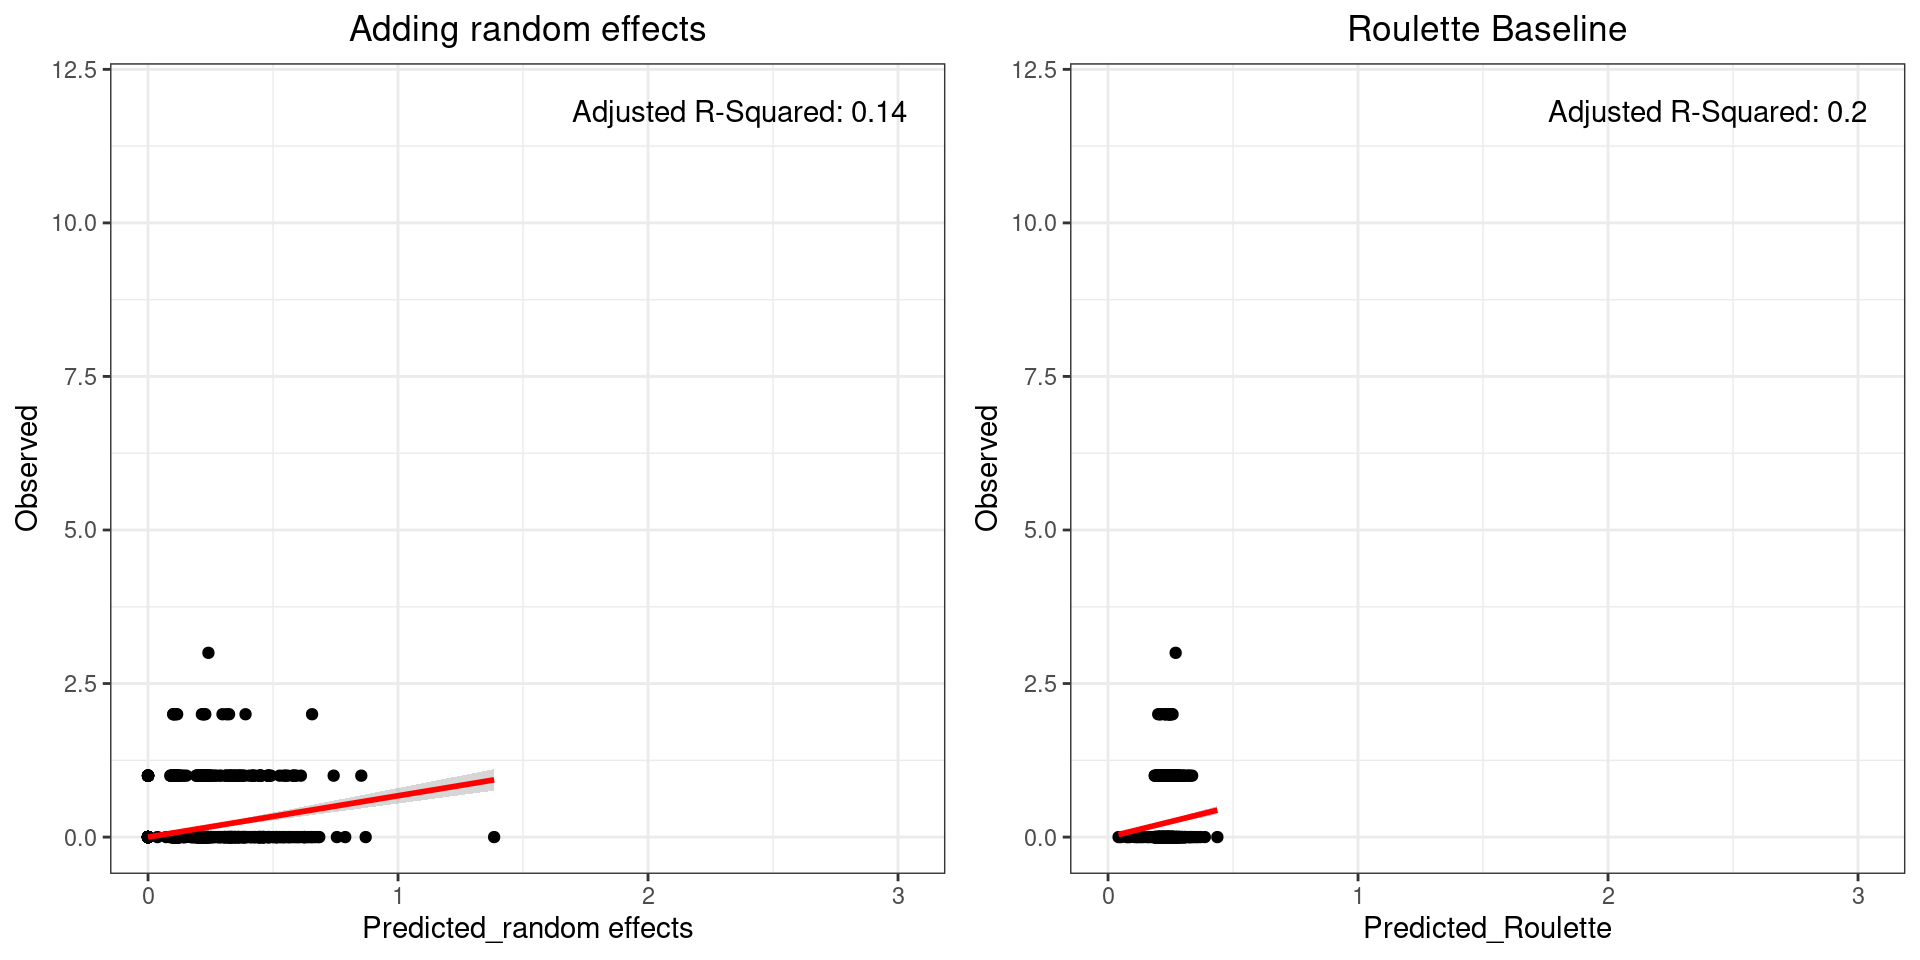 Adding random effects
12.5
10.0
7.5
5.0
2.5
0.0
Observed
Adjusted R-Squared: 0.14
0 1 2 3
Predicted_random effects
Roulette Baseline
12.5
10.0
7.5
5.0
2.5
0.0
Observed
Adjusted R-Squared: 0.2
0 1 2 3
Predicted_Roulette